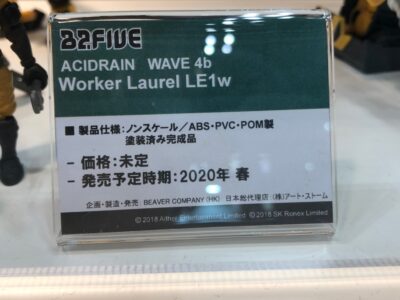 B2FIVE
ACIDRAIN WAVE 4b
Worker Laurel LE1w
■ 製品仕様:ノンスケール/ABS・PVC・POM製
塗装済み完成品
- 価格:未定
- 発売予定時期:2020年 春
企画・製造・発売: BEAVER COMPANY (HK) 日本総代理店:(株)アート・ストーム
© 2018 Aithor Entertainment Limited © 2018 SK Ronex Limited